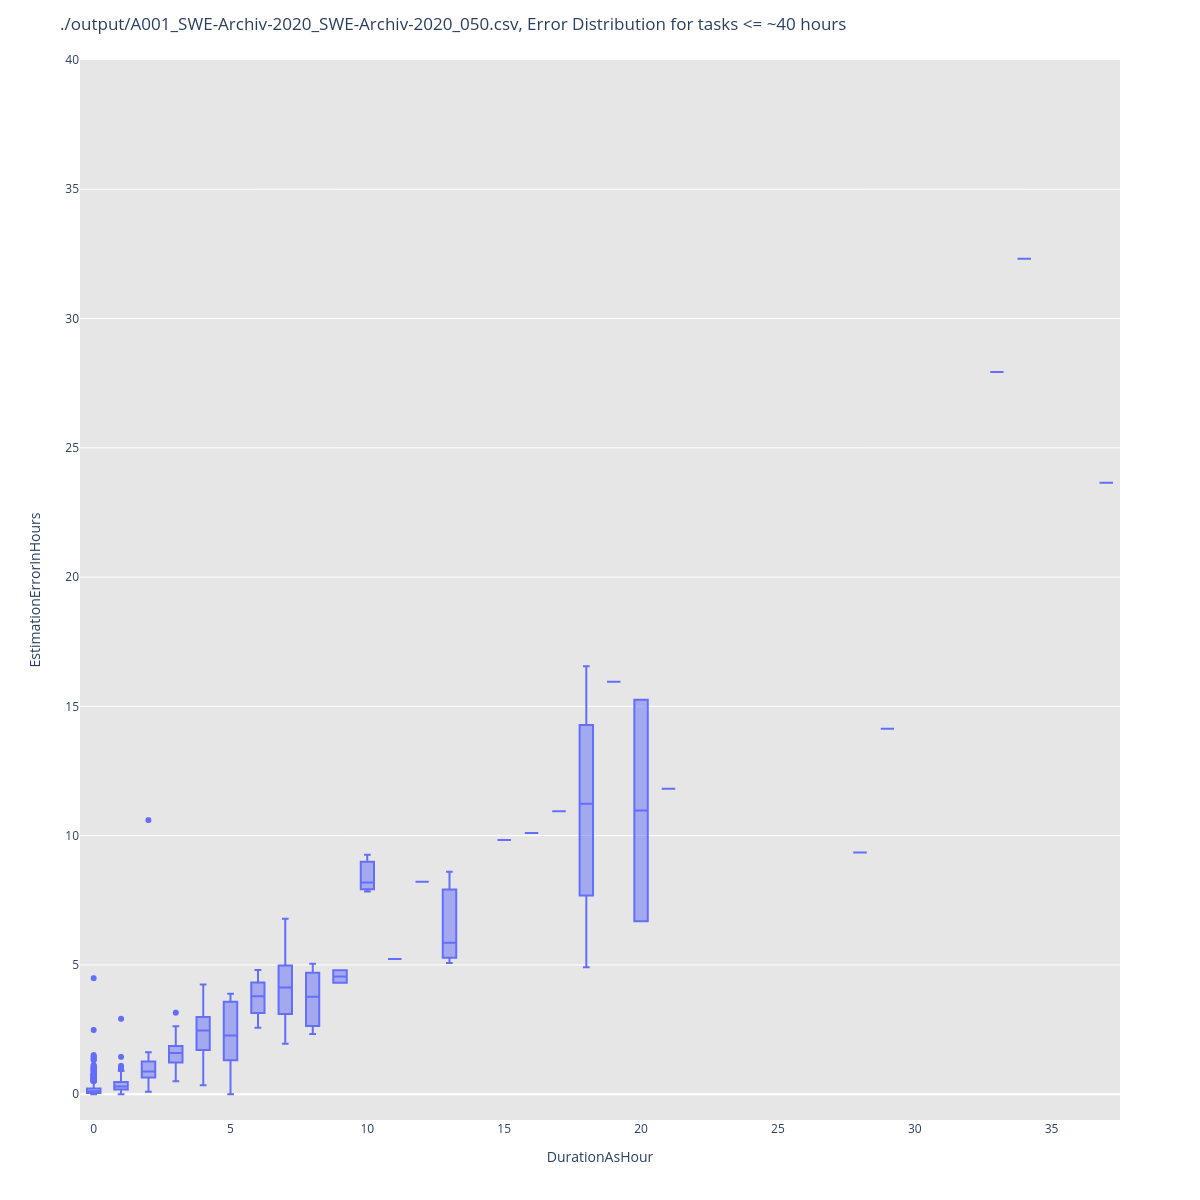 ./output/A001_SWE-Archiv-2020_SWE-Archiv-2020_050.csv, Error Distribution for tasks <= ~40 hours
40
35
30
25
20
15
10
5
0
EstimationErrorInHours
0 5 10 15 20 25 30 35
DurationAsHour